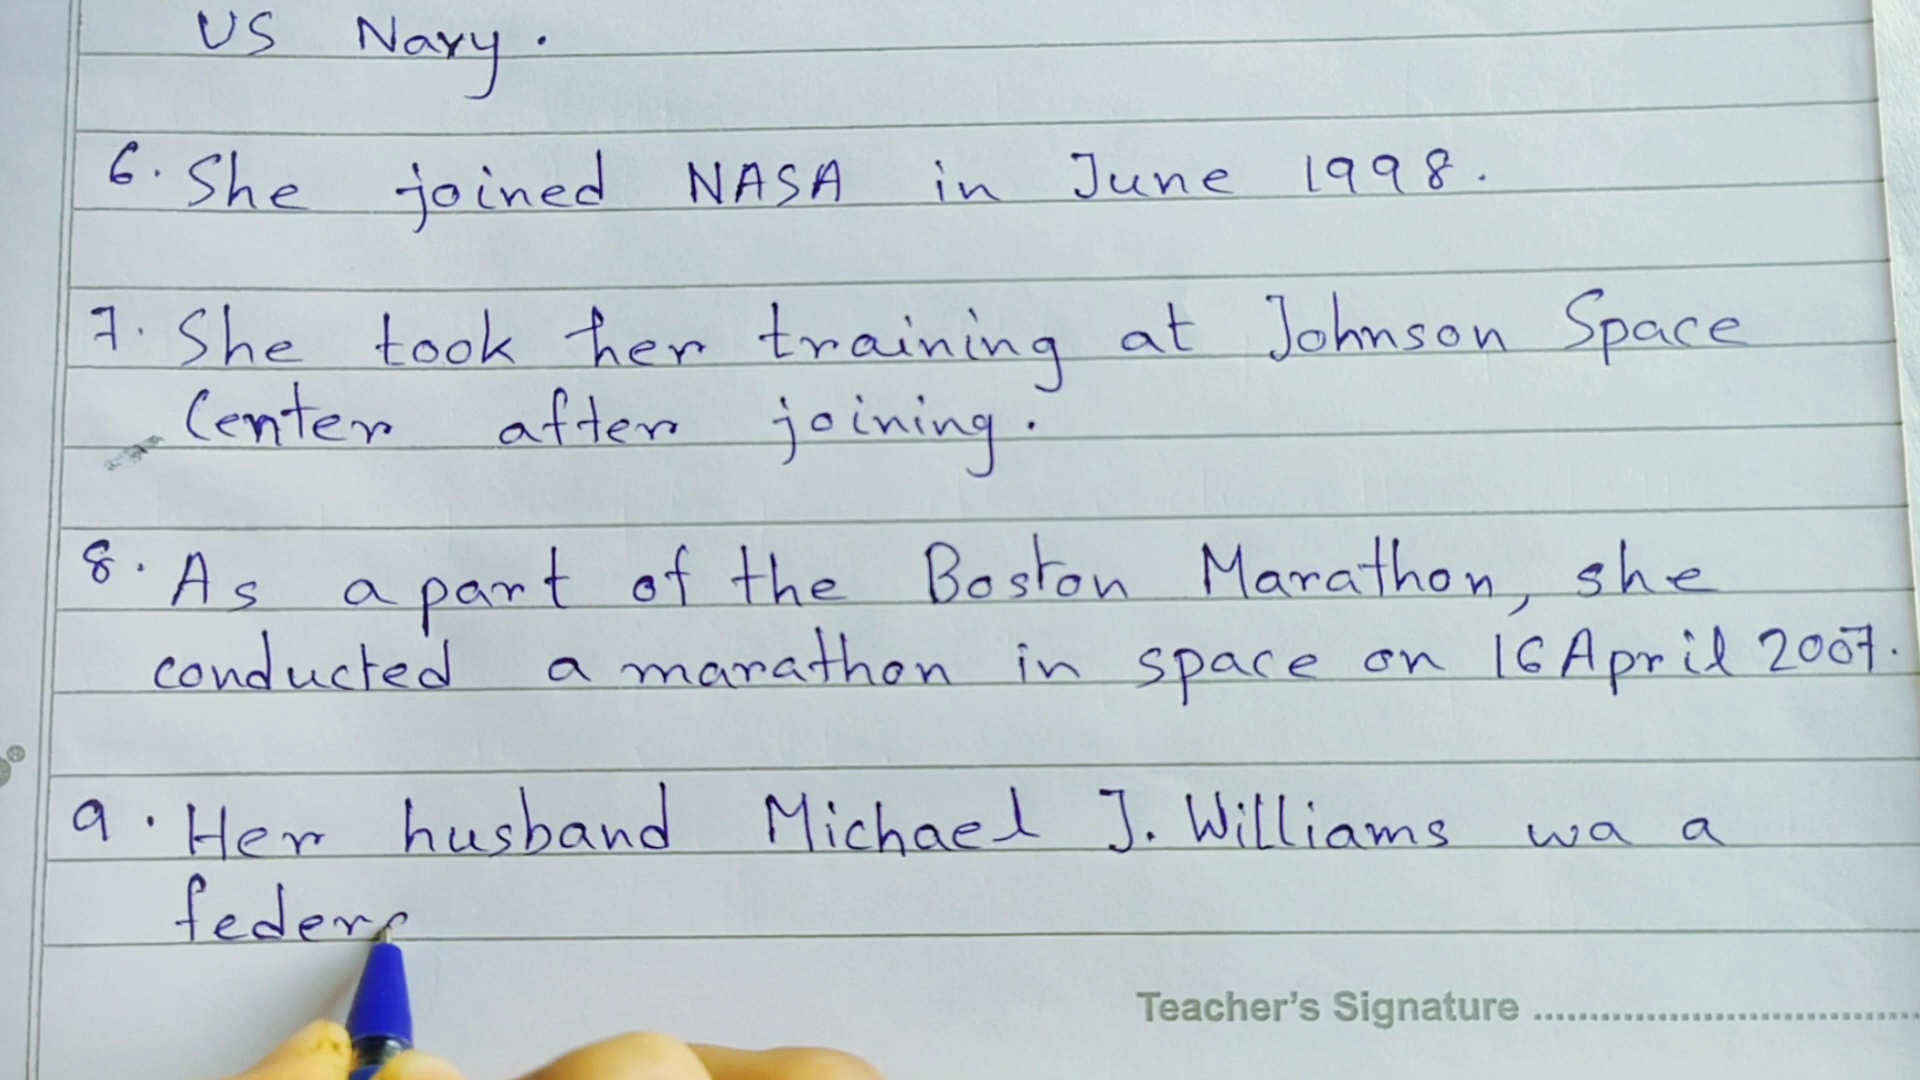 US Navy.
6. She joined NASA in June 1998.
7. She took her training at Johnson Space
Center after joining.
8. As a part of the Boston Marathon, she
conducted a marathon in space on 16 April 2007.
9. Her husband Michael J. Williams wa a
federa
Teacher's Signature